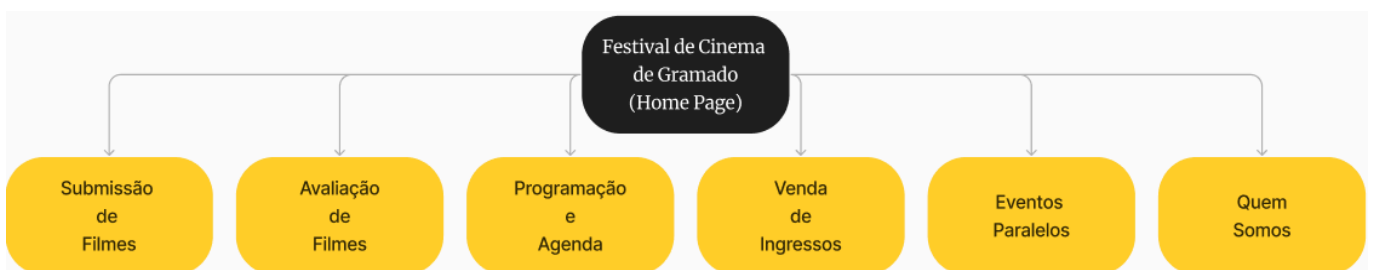 Festival de Cinema
de Gramado
(Home Page)
Submissão
de
Filmes
Avaliação
de
Filmes
Programação
e
Agenda
Venda
de
Ingressos
Eventos
Paralelos
Quem
Somos